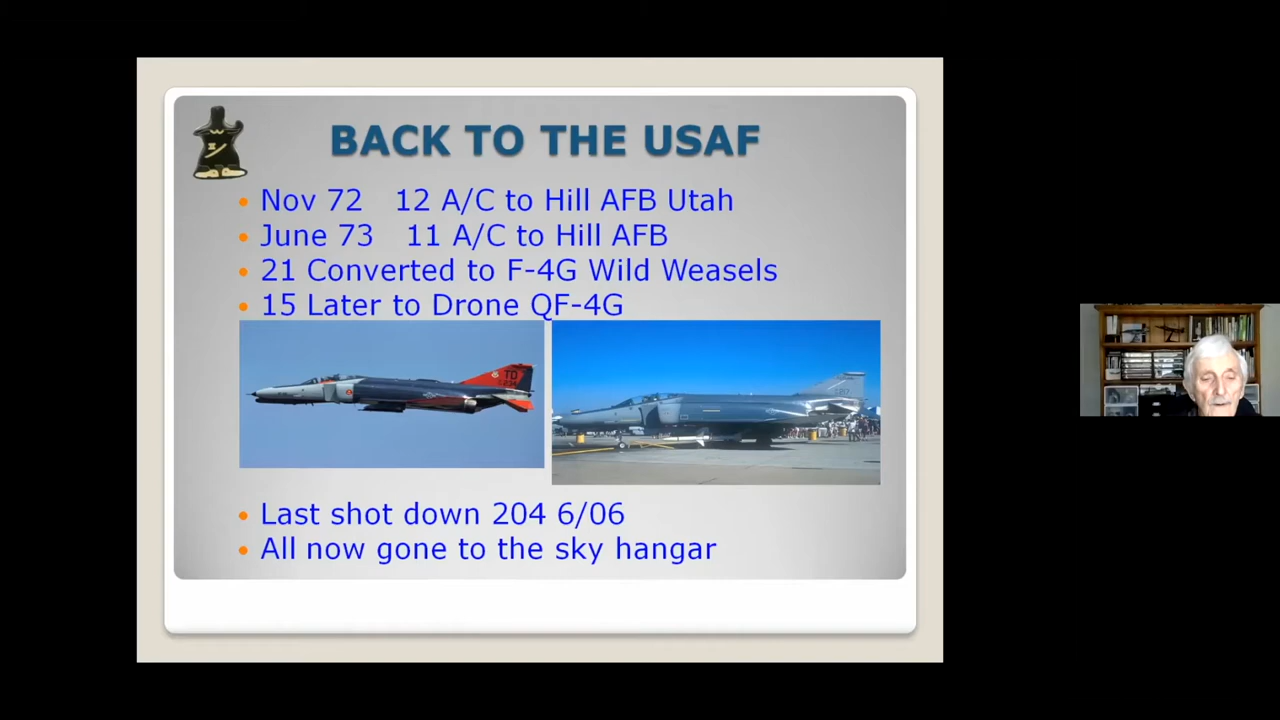 BACK TO THE USAF
Nov 72 12 A/C to Hill AFB Utah
June 73 11 A/C to Hill AFB
21 Converted to F-4G Wild Weasels
15 Later to Drone QF-4G
TD
Last shot down 204 6/06
All now gone to the sky hangar